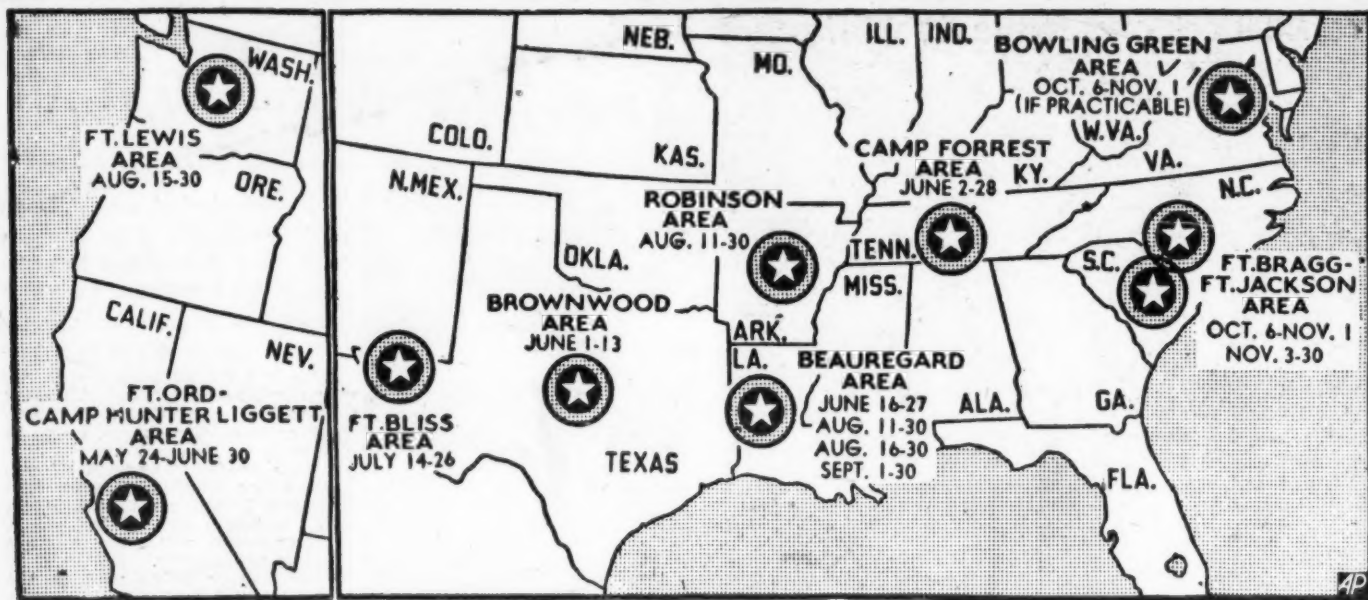 WASH.
FT. LEWIS
AREA
AUG. 15-30
ORE.
CALIF.
NEV.
FT. ORD-
CAMP HUNTER LIGGETT
AREA
MAY 24-JUNE 30
NEB.
COLO.
KAS.
MO.
ILL.
IND.
N.MEX.
OKLA.
TEXAS
FT. BLISS
AREA
JULY 14-26
BROWNWOOD
AREA
JUNE 1-13
ROBINSON
AREA
AUG. 11-30
ARK.
LA.
BEAUREGARD
AREA
JUNE 16-27
AUG. 11-30
AUG. 16-30
SEPT. 1-30
CAMP FORREST
AREA
JUNE 2-28
KY.
TENN.
MISS.
ALA.
GA.
FLA.
BOWLING GREEN
AREA
OCT. 6-NOV. 1
(IF PRACTICABLE)
W.VA.
VA.
N.C.
S.C.
FT. BRAGG-
FT. JACKSON
AREA
OCT. 6-NOV. 1
NOV. 3-30
AP